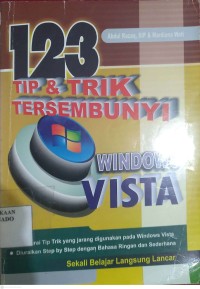 123
TIP & TRIK
TERSEMBUNYI
WINDOWS
VISTA
Tip Trik yang jarang digunakan pada Windows Vista
Diuraikan Step by Step dengan Bahasa Ringan dan Sederhana
Sekali Belajar Langsung Lancar